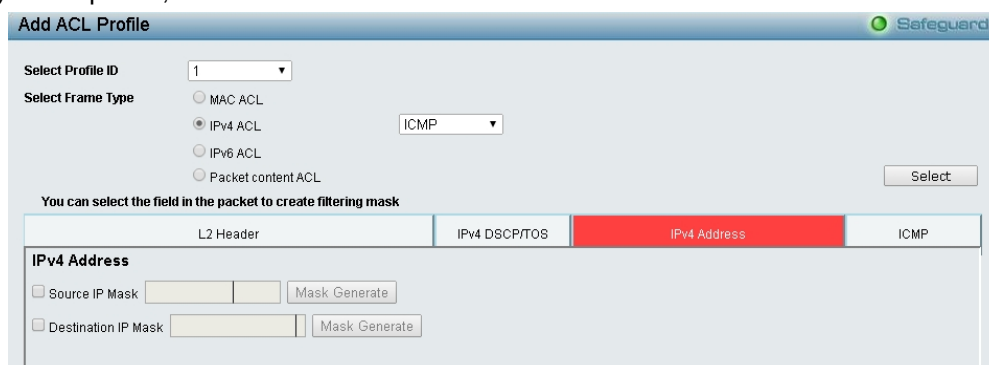 Add ACL Profile
Safeguard
Select Profile ID 1
Select Frame Type MAC ACL
IPv4 ACL ICMP
IPv6 ACL
Packet content ACL
Select
You can select the field in the packet to create filtering mask
L2 Header IPv4 DSCP/TOS IPv4 Address ICMP
IPv4 Address
Source IP Mask Mask Generate
Destination IP Mask Mask Generate